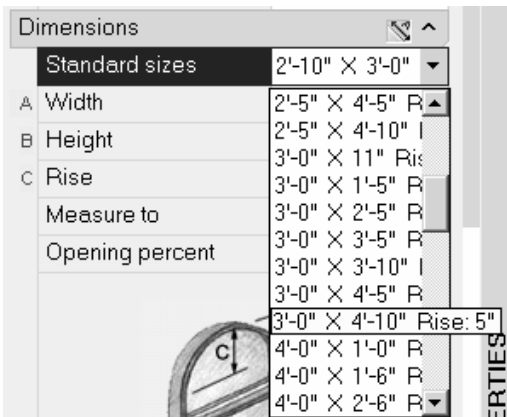 Dimensions
Standard sizes 2'-10" X 3'-0"
A Width
B Height
C Rise
Measure to
Opening percent
2'-5" X 4'-5" R
2'-5" X 4'-10"
3'-0" X 11" Ris
3'-0" X 1'-5" R
3'-0" X 2'-5" R
3'-0" X 3'-5" R
3'-0" X 3'-10"
3'-0" X 4'-5" R
3'-0" X 4'-10" Rise: 5"
4'-0" X 1'-0" R
4'-0" X 1'-6" R
4'-0" X 2'-6" R
C
ERTIES